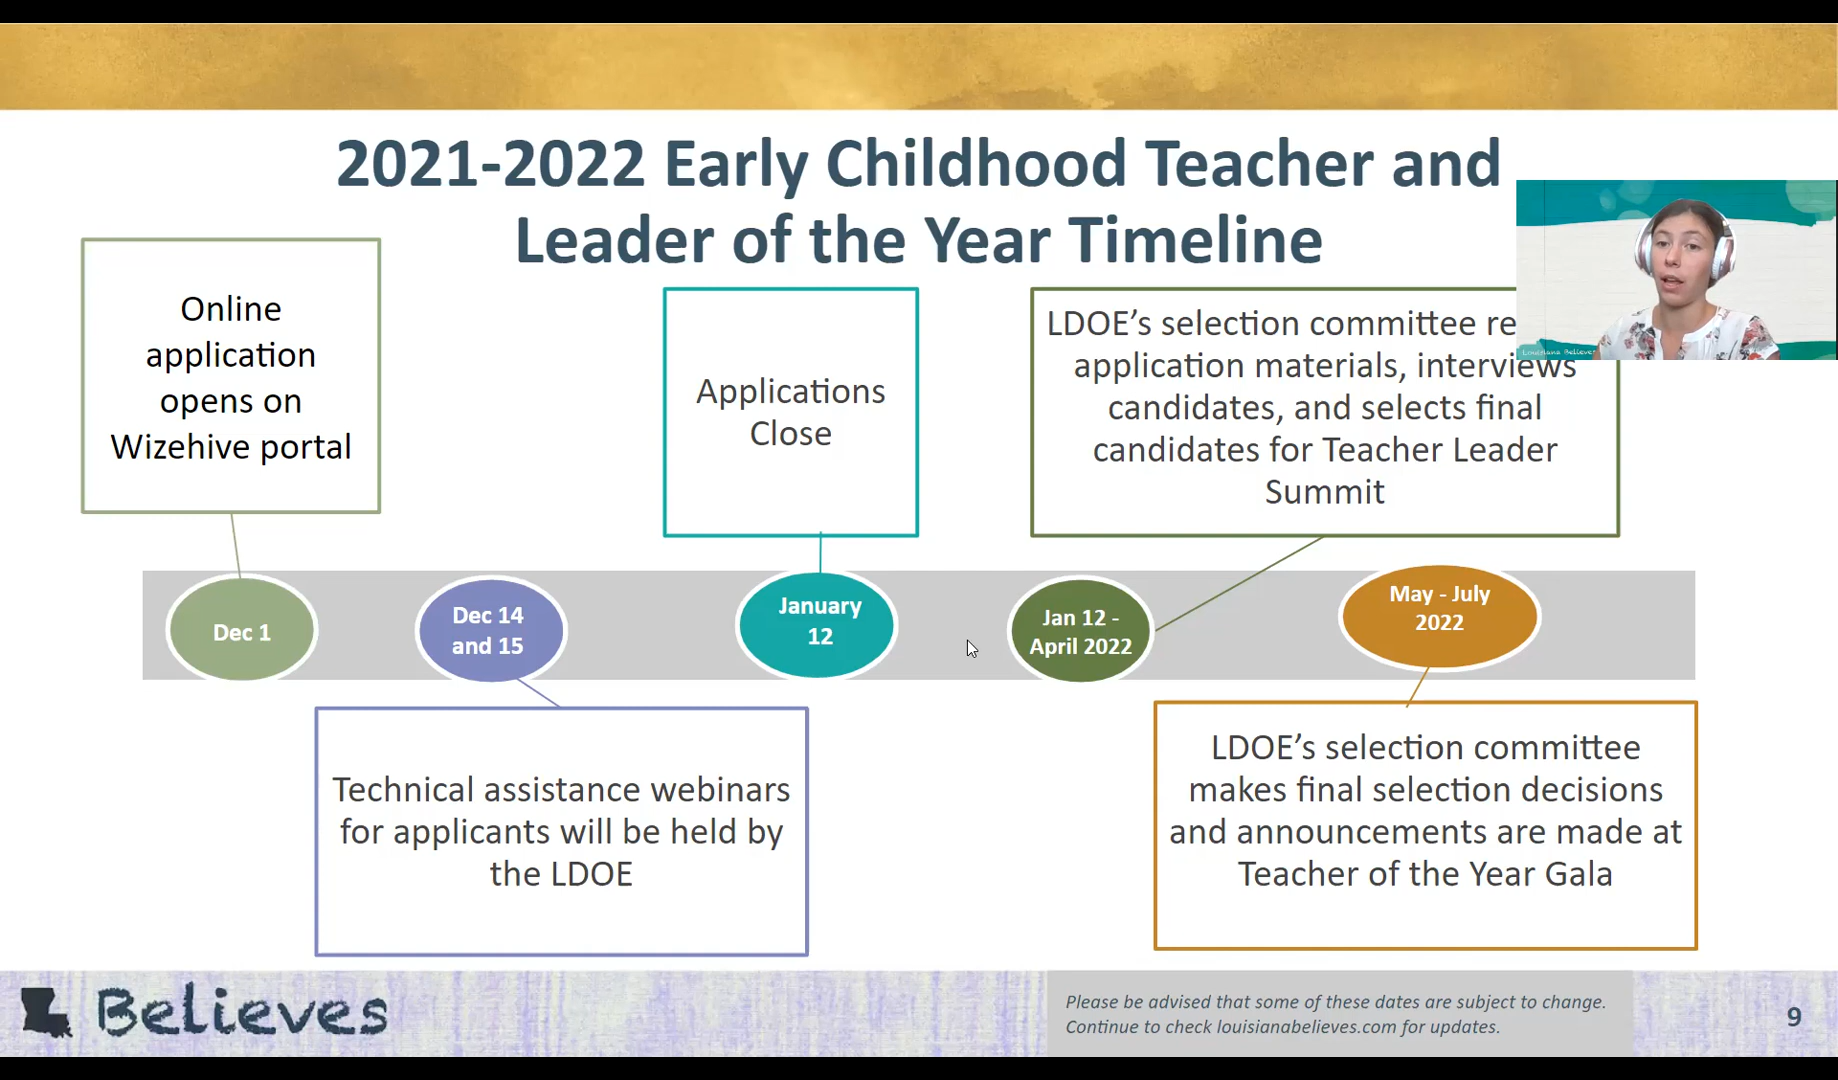 2021-2022 Early Childhood Teacher and
Leader of the Year Timeline
Online
application
opens on
Wizehive portal
Applications
Close
LDOE’s selection committee
application materials, interviews
candidates, and selects final
candidates for Teacher Leader
Summit
Louisiana Believes
Dec 1
Dec 14
and 15
January
12
Jan 12 -
April 2022
May - July
2022
Technical assistance webinars
for applicants will be held by
the LDOE
LDOE’s selection committee
makes final selection decisions
and announcements are made at
Teacher of the Year Gala
Believes
Please be advised that some of these dates are subject to change.
Continue to check louisianabelieves.com for updates.
9